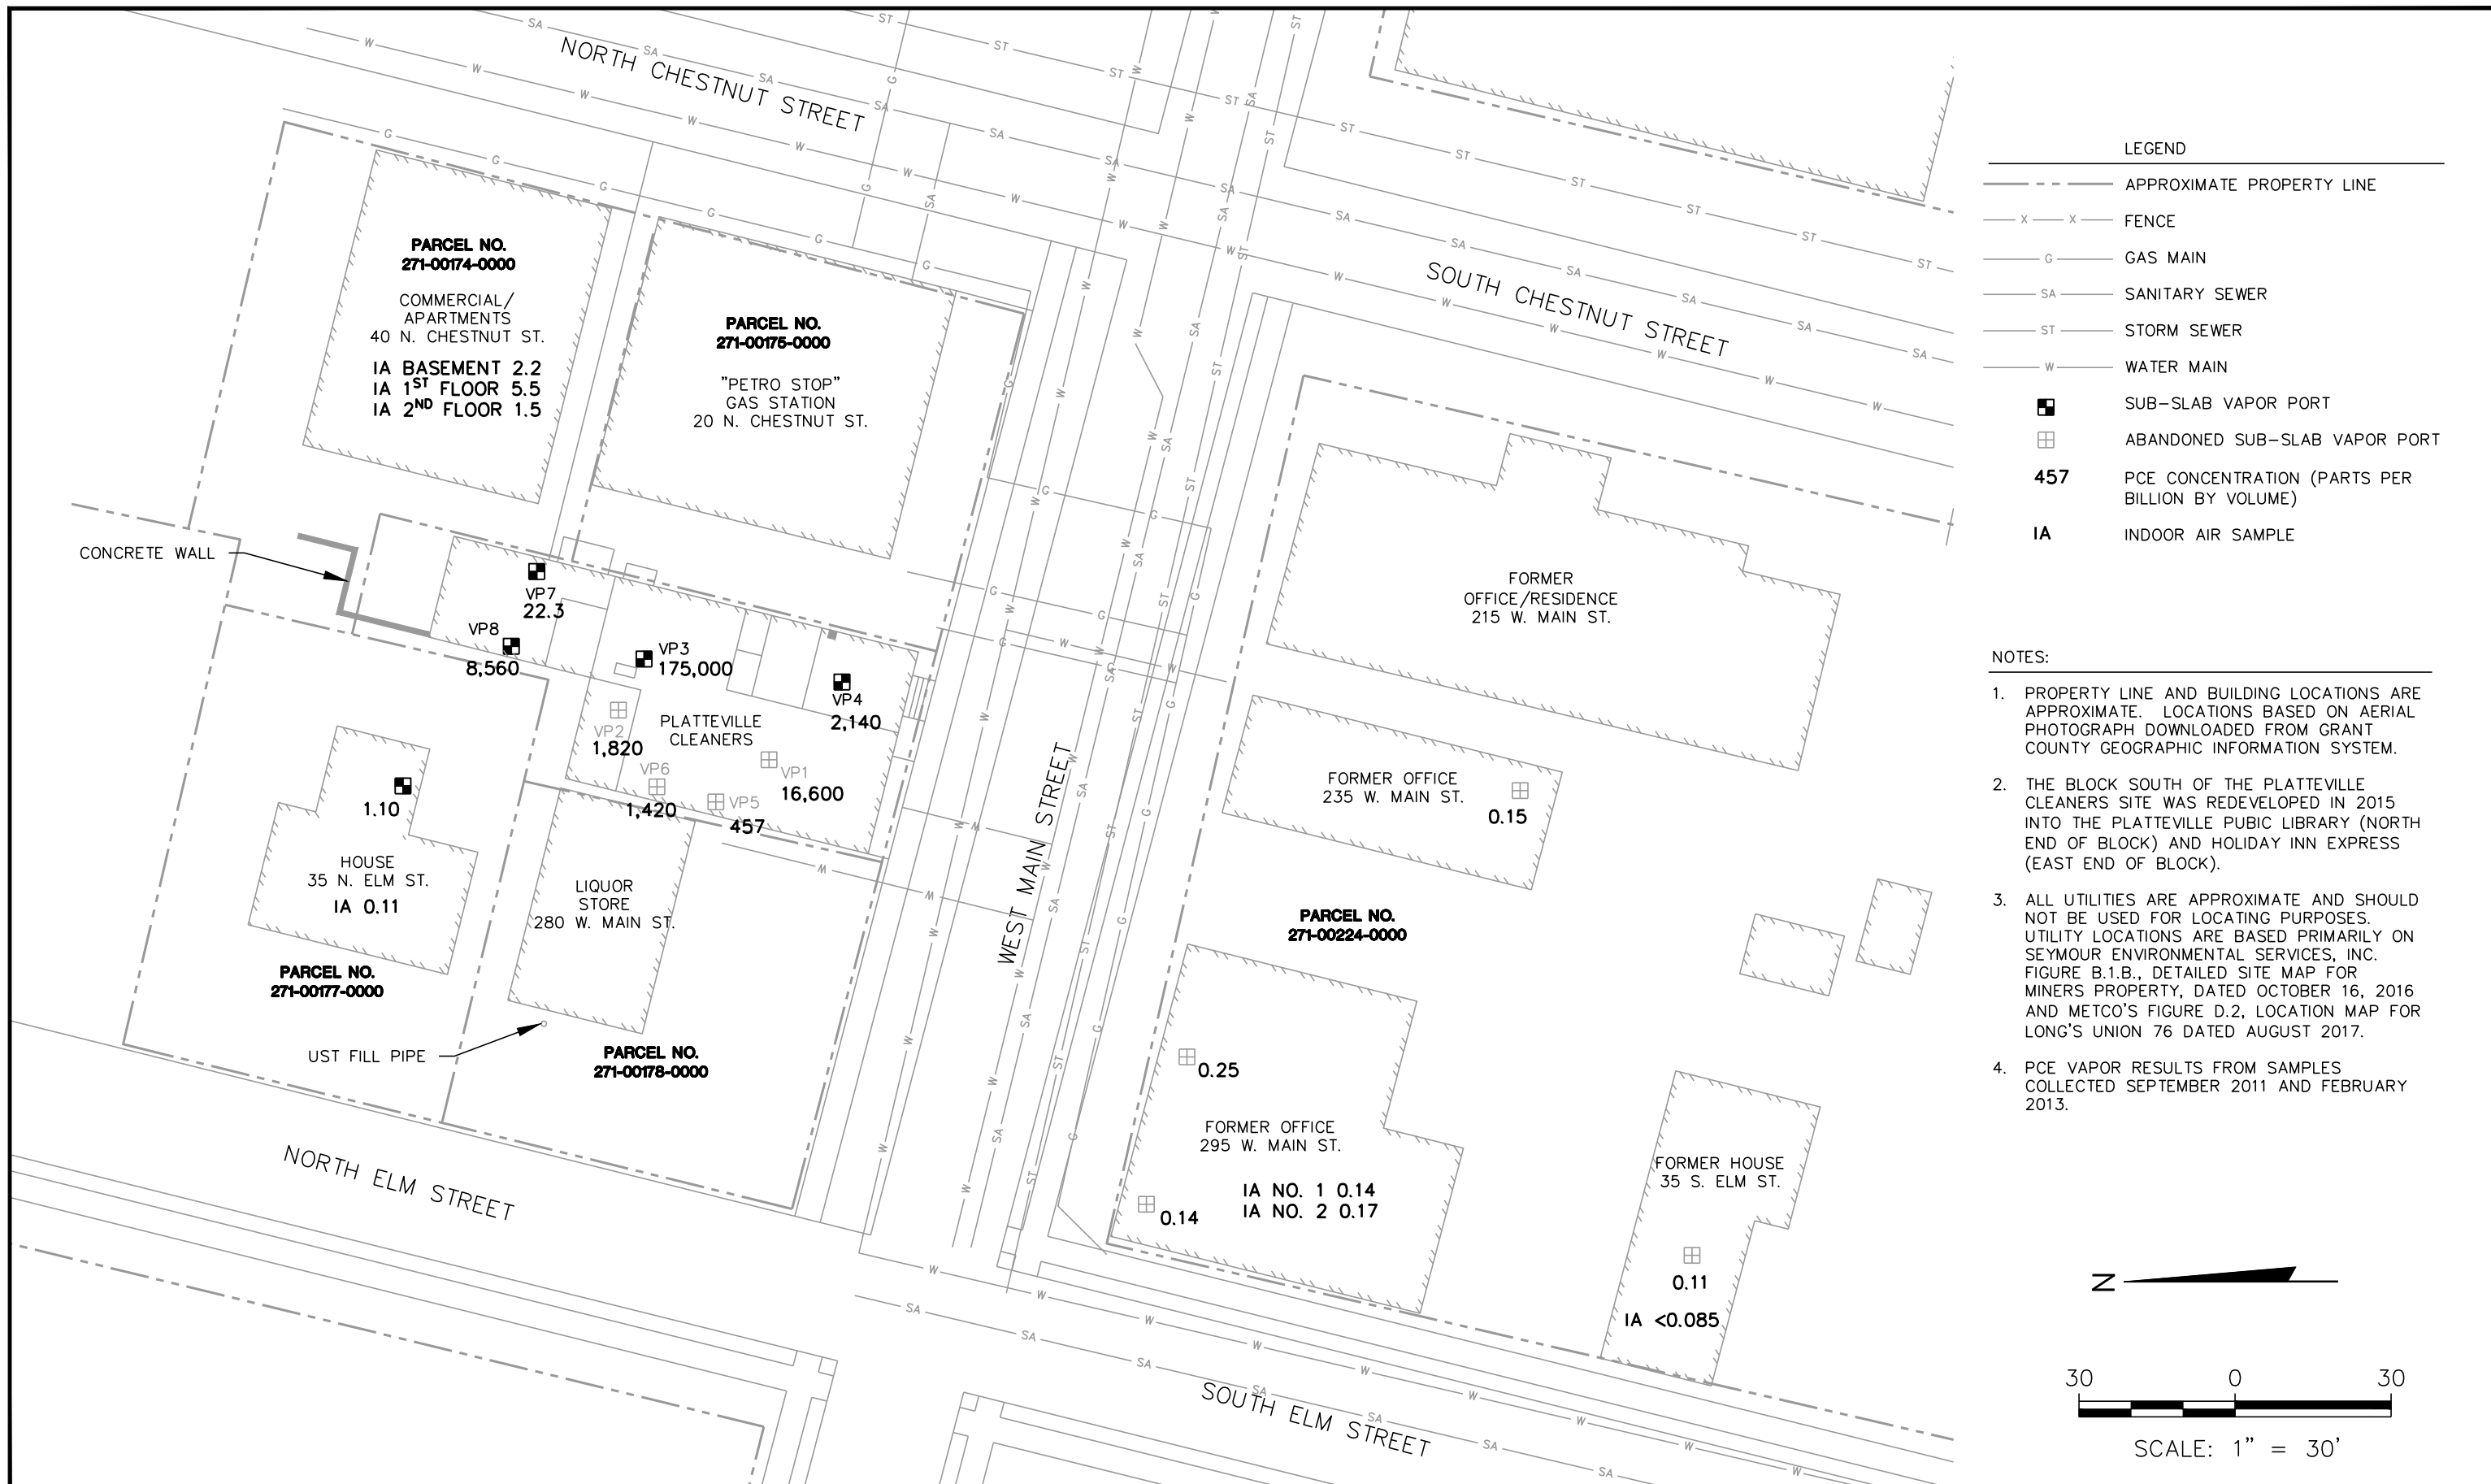 NORTH CHESTNUT STREET
SOUTH CHESTNUT STREET
PARCEL NO.
271-00174-0000
COMMERCIAL/
APARTMENTS
40 N. CHESTNUT ST.
IA BASEMENT 2.2
IA 1ST FLOOR 5.5
IA 2ND FLOOR 1.5
PARCEL NO.
271-00175-0000
"PETRO STOP"
GAS STATION
20 N. CHESTNUT ST.
CONCRETE WALL
VP7
22.3
VP8
8,560
VP3
175,000
VP4
2,140
VP2
1,820
PLATTEVILLE
CLEANERS
VP6
1,420
VP5
457
VP1
16,600
1.10
HOUSE
35 N. ELM ST.
IA 0.11
PARCEL NO.
271-00177-0000
LIQUOR
STORE
280 W. MAIN ST.
UST FILL PIPE
PARCEL NO.
271-00178-0000
NORTH ELM STREET
WEST MAIN STREET
FORMER
OFFICE/RESIDENCE
215 W. MAIN ST.
FORMER OFFICE
235 W. MAIN ST.
0.15
PARCEL NO.
271-00224-0000
0.25
FORMER OFFICE
295 W. MAIN ST.
IA NO. 1 0.14
IA NO. 2 0.17
0.14
FORMER HOUSE
35 S. ELM ST.
0.11
IA <0.085
SOUTH ELM STREET
LEGEND
APPROXIMATE PROPERTY LINE
X X FENCE
G GAS MAIN
SA SANITARY SEWER
ST STORM SEWER
W WATER MAIN
SUB-SLAB VAPOR PORT
ABANDONED SUB-SLAB VAPOR PORT
457 PCE CONCENTRATION (PARTS PER
BILLION BY VOLUME)
IA INDOOR AIR SAMPLE
NOTES:
1. PROPERTY LINE AND BUILDING LOCATIONS ARE
APPROXIMATE. LOCATIONS BASED ON AERIAL
PHOTOGRAPH DOWNLOADED FROM GRANT
COUNTY GEOGRAPHIC INFORMATION SYSTEM.
2. THE BLOCK SOUTH OF THE PLATTEVILLE
CLEANERS SITE WAS REDEVELOPED IN 2015
INTO THE PLATTEVILLE PUBIC LIBRARY (NORTH
END OF BLOCK) AND HOLIDAY INN EXPRESS
(EAST END OF BLOCK).
3. ALL UTILITIES ARE APPROXIMATE AND SHOULD
NOT BE USED FOR LOCATING PURPOSES.
UTILITY LOCATIONS ARE BASED PRIMARILY ON
SEYMOUR ENVIRONMENTAL SERVICES, INC.
FIGURE B.1.B., DETAILED SITE MAP FOR
MINERS PROPERTY, DATED OCTOBER 16, 2016
AND METCO'S FIGURE D.2, LOCATION MAP FOR
LONG'S UNION 76 DATED AUGUST 2017.
4. PCE VAPOR RESULTS FROM SAMPLES
COLLECTED SEPTEMBER 2011 AND FEBRUARY
2013.
N
30 0 30
SCALE: 1" = 30'